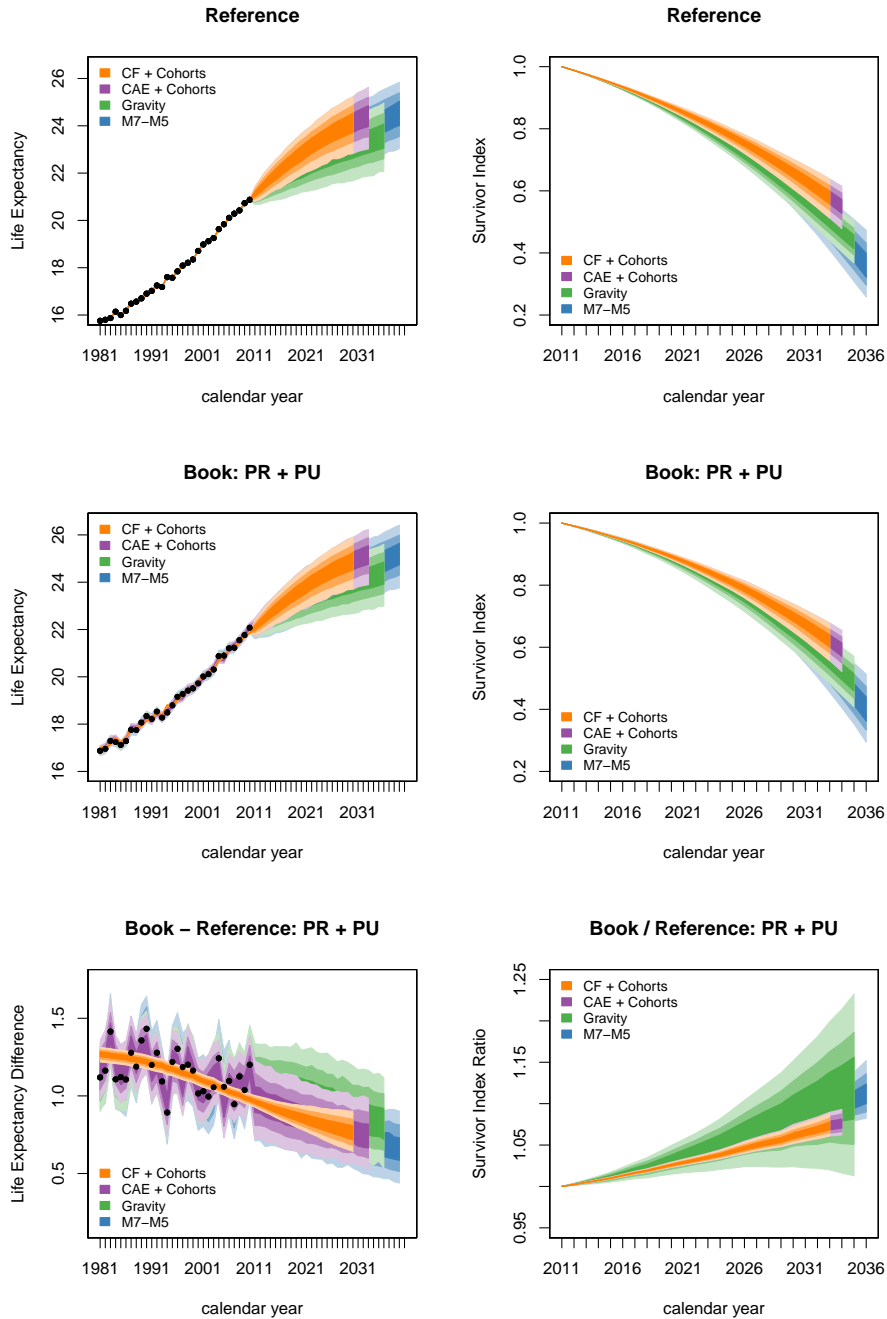 Reference
Life Expectancy
26
24
22
20
18
16
CF + Cohorts
CAE + Cohorts
Gravity
M7−M5
1981 1991 2001 2011 2021 2031
calendar year
Reference
Survivor Index
1.0
0.8
0.6
0.4
0.2
CF + Cohorts
CAE + Cohorts
Gravity
M7−M5
2011 2016 2021 2026 2031 2036
calendar year
Book: PR + PU
Life Expectancy
26
24
22
20
18
16
CF + Cohorts
CAE + Cohorts
Gravity
M7−M5
1981 1991 2001 2011 2021 2031
calendar year
Book: PR + PU
Survivor Index
1.0
0.8
0.6
0.4
0.2
CF + Cohorts
CAE + Cohorts
Gravity
M7−M5
2011 2016 2021 2026 2031 2036
calendar year
Book − Reference: PR + PU
Life Expectancy Difference
1.5
1.0
0.5
CF + Cohorts
CAE + Cohorts
Gravity
M7−M5
1981 1991 2001 2011 2021 2031
calendar year
Book / Reference: PR + PU
Survivor Index Ratio
1.25
1.15
1.05
0.95
CF + Cohorts
CAE + Cohorts
Gravity
M7−M5
2011 2016 2021 2026 2031 2036
calendar year